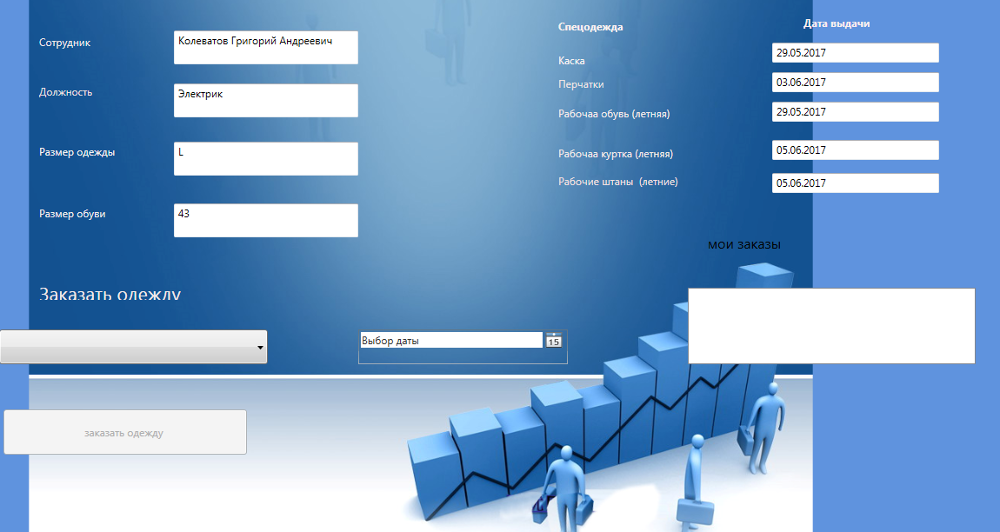 Сотрудник
Колеватов Григорий Андреевич
Должность
Электрик
Размер одежды
L
Размер обуви
43
Спецодежда
Дата выдачи
Каска
29.05.2017
Перчатки
03.06.2017
Рабочаа обувь (летняя)
29.05.2017
Рабочаа куртка (летняя)
05.06.2017
Рабочие штаны (летние)
05.06.2017
мои заказы
Заказать одежду
Выбор даты
15
заказать одежду